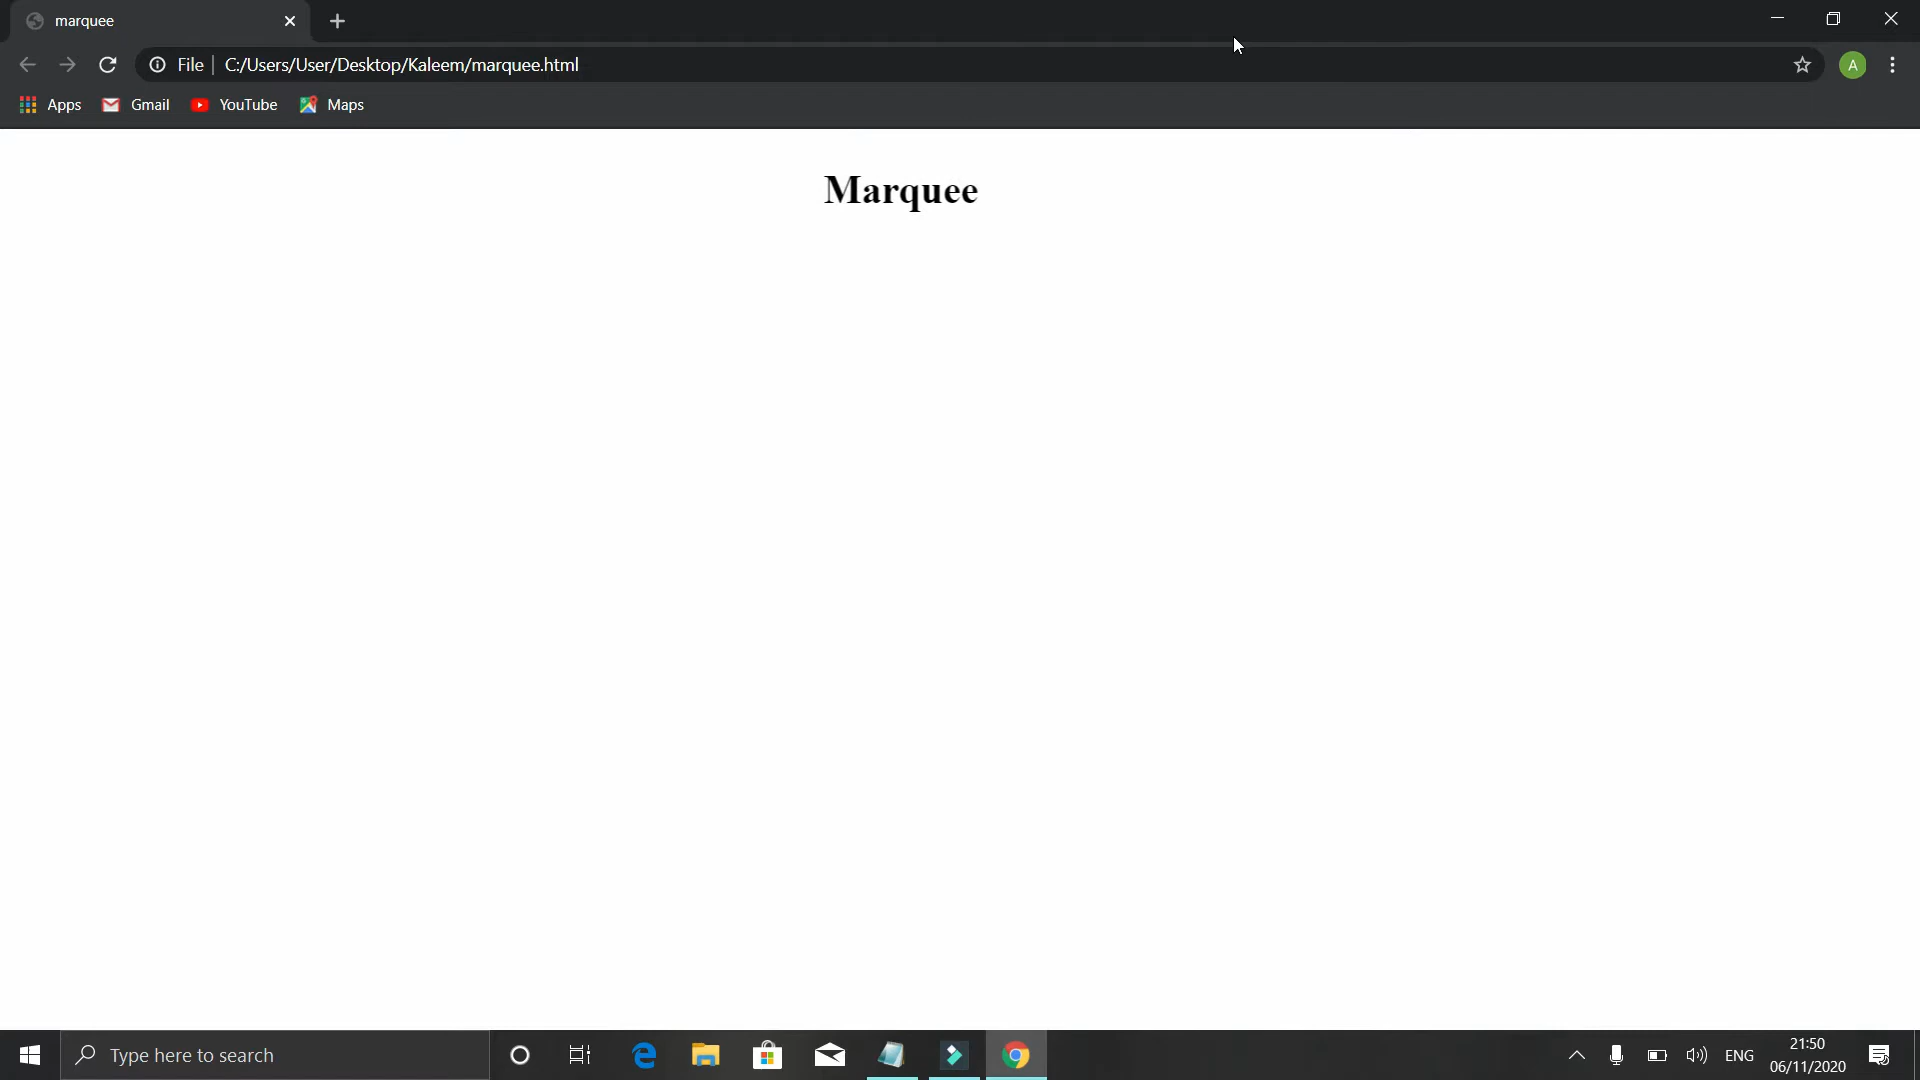 marquee
File C:/Users/User/Desktop/Kaleem/marquee.html
A
Apps Gmail YouTube Maps
Marquee
Type here to search
ENG
21:50
06/11/2020